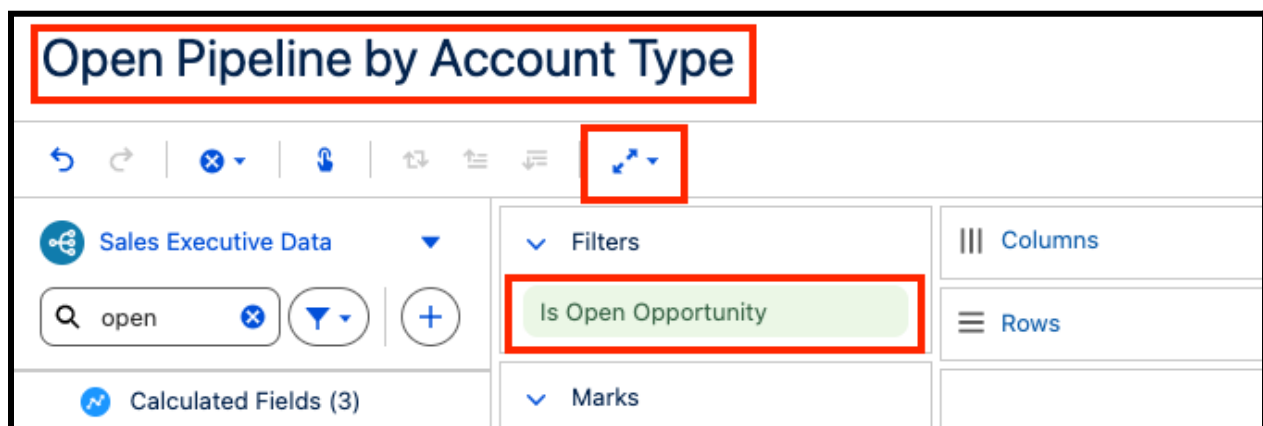 Open Pipeline by Account Type
Sales Executive Data
Filters
Columns
open
Is Open Opportunity
Rows
Calculated Fields (3)
Marks